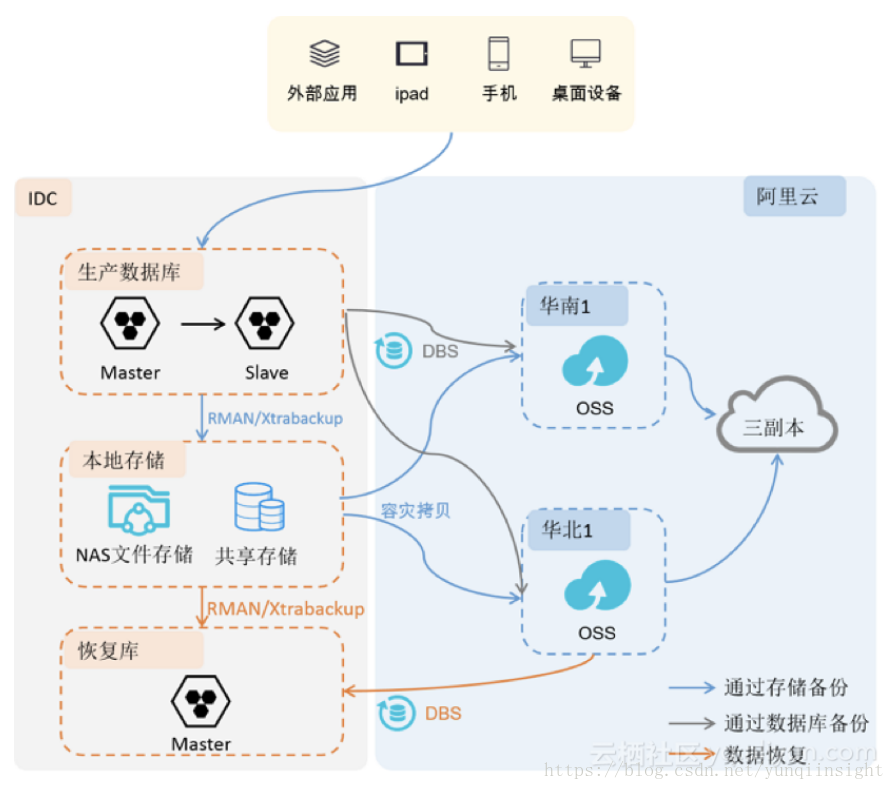 外部应用
ipad
手机
桌面设备
IDC
阿里云
生产数据库
Master
Slave
DBS
华南1
OSS
RMAN/Xtrabackup
三副本
本地存储
NAS文件存储
共享存储
容灾拷贝
华北1
OSS
RMAN/Xtrabackup
恢复库
Master
DBS
通过存储备份
通过数据库备份
数据恢复
云栖社区
https://blog.csdn.net/yunqiinsight